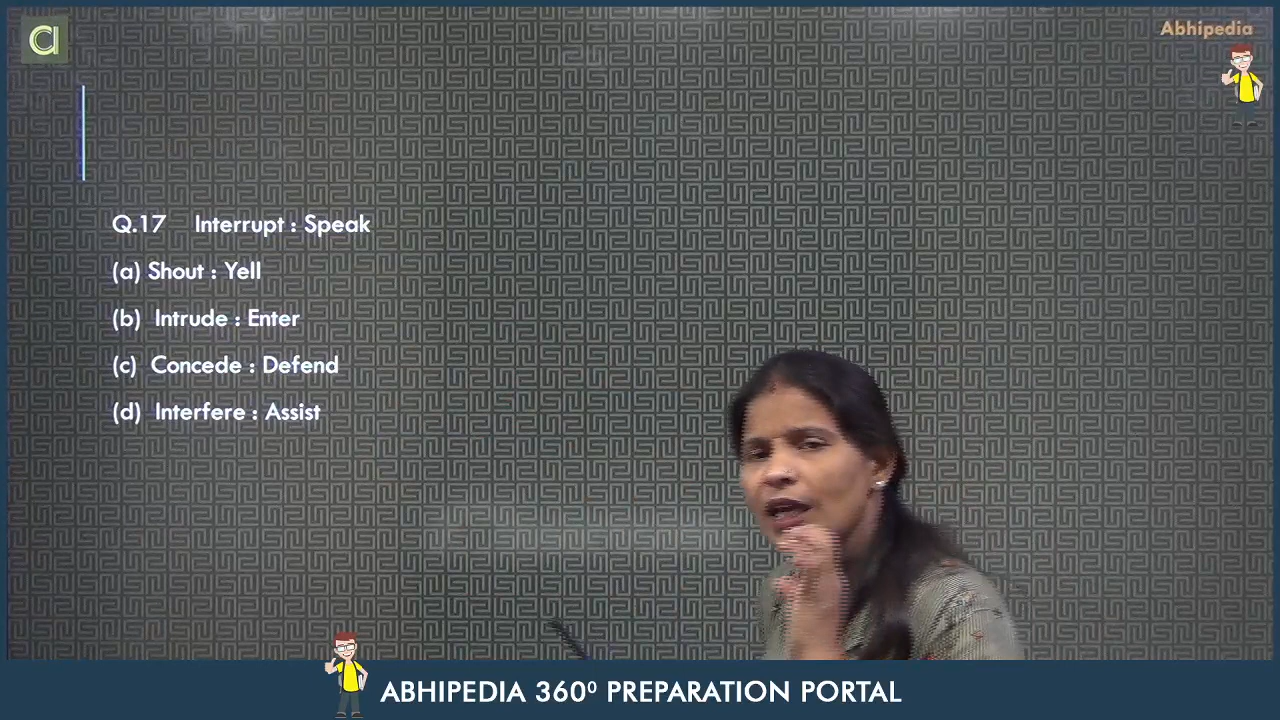 Abhipedia
Q.17 Interrupt : Speak
(a) Shout : Yell
(b) Intrude : Enter
(c) Concede : Defend
(d) Interfere : Assist
ABHIPEDIA 360⁰ PREPARATION PORTAL